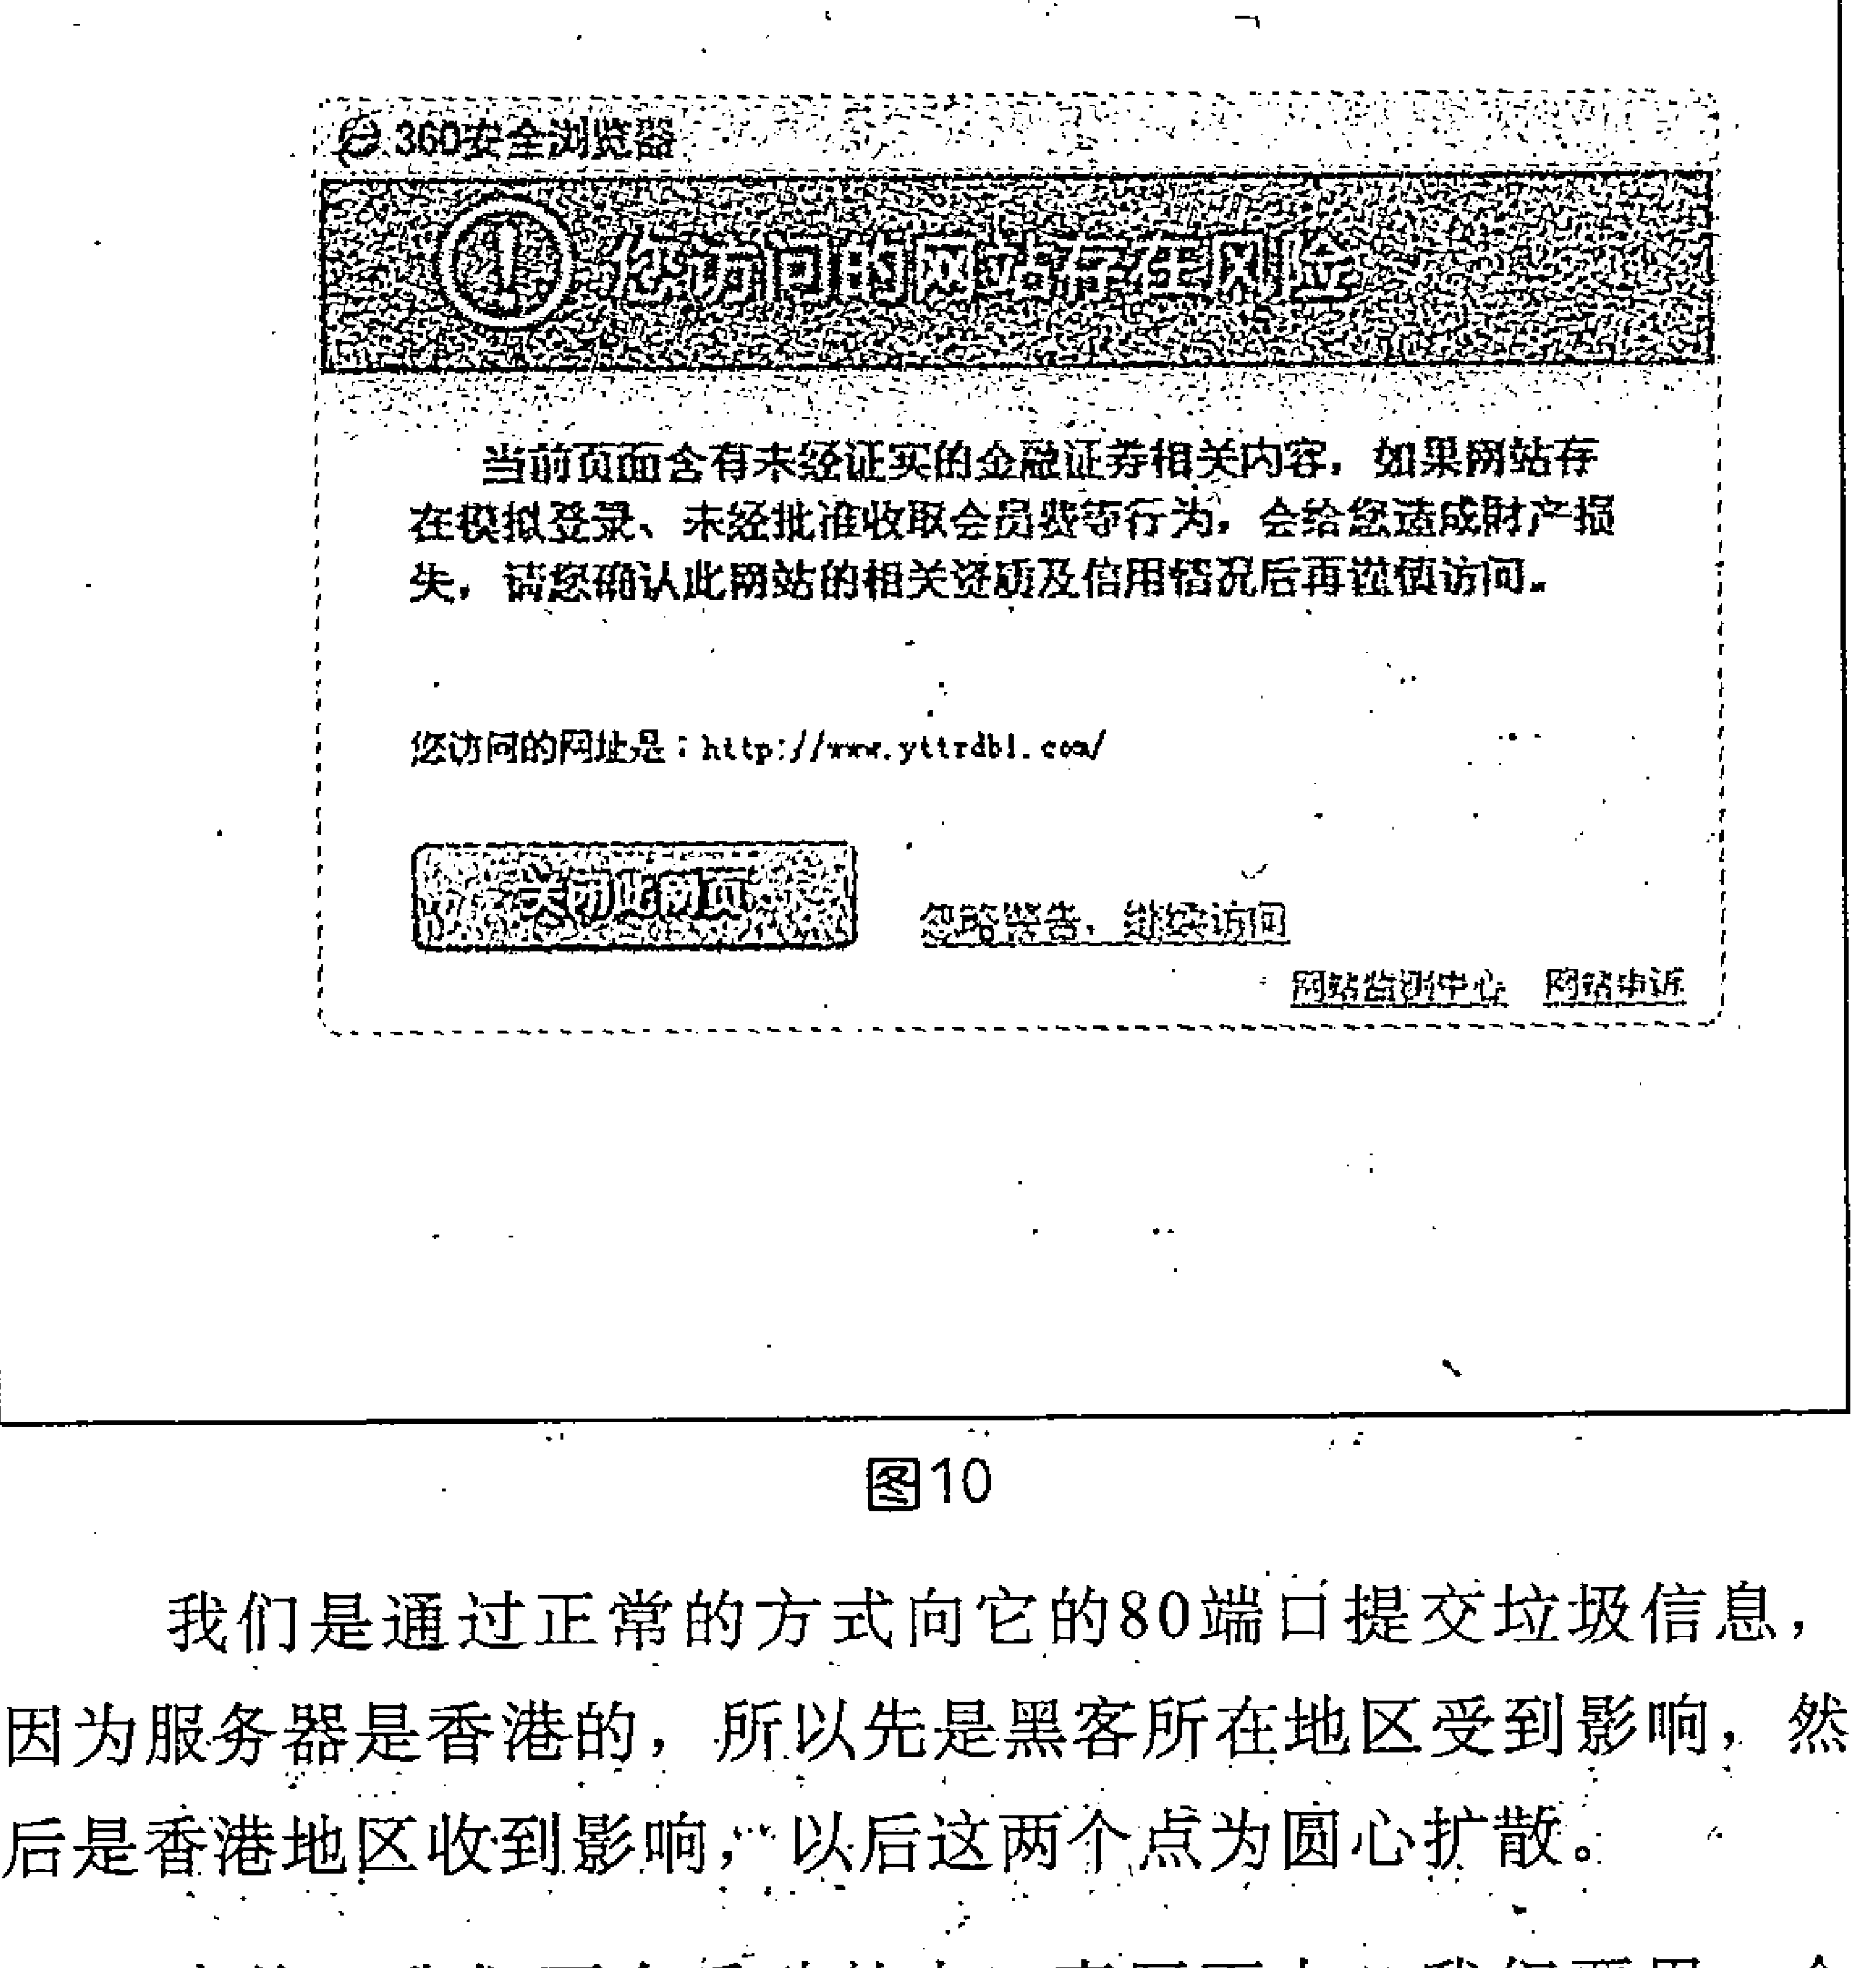 360安全浏览器
您访问的网站存在风险
当前页面含有未经证实的金融证券相关内容，如果网站存
在模拟登录、未经批准收取会员费等行为，会给您造成财产损
失，请您确认此网站的相关资质及信用情况后再谨慎访问。
您访问的网址是：http://www.yttrdbl.com/
关闭此网页
忽略警告，继续访问
网站监测中心 网站申诉
图10
我们是通过正常的方式向它的80端口提交垃圾信息，
因为服务器是香港的，所以先是黑客所在地区受到影响，然
后是香港地区收到影响，以后这两个点为圆心扩散。